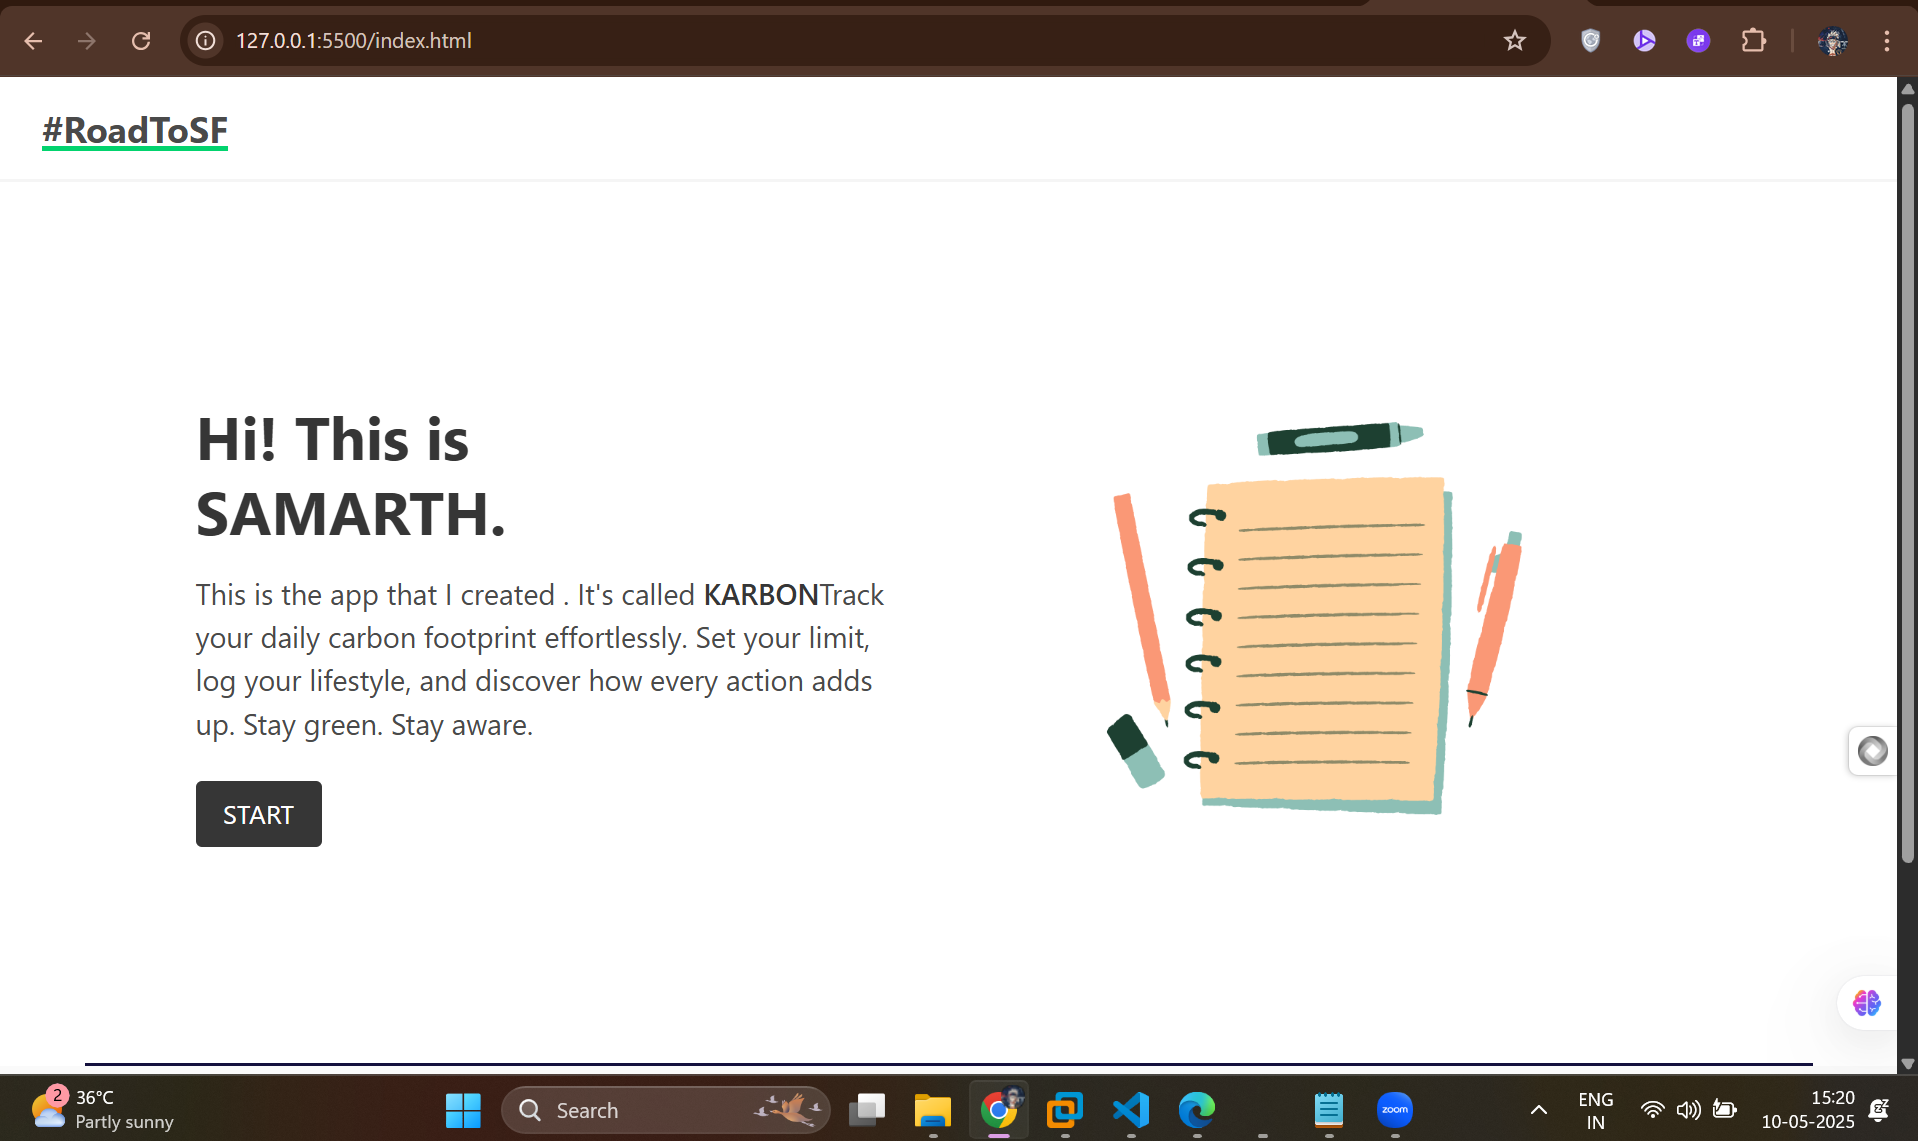 127.0.0.1:5500/index.html
#RoadToSF
Hi! This is
SAMARTH.
This is the app that I created . It's called KARBONTrack
your daily carbon footprint effortlessly. Set your limit,
log your lifestyle, and discover how every action adds
up. Stay green. Stay aware.
START
2
36°C
Partly sunny
Search
zoom
ENG
IN
15:20
10-05-2025